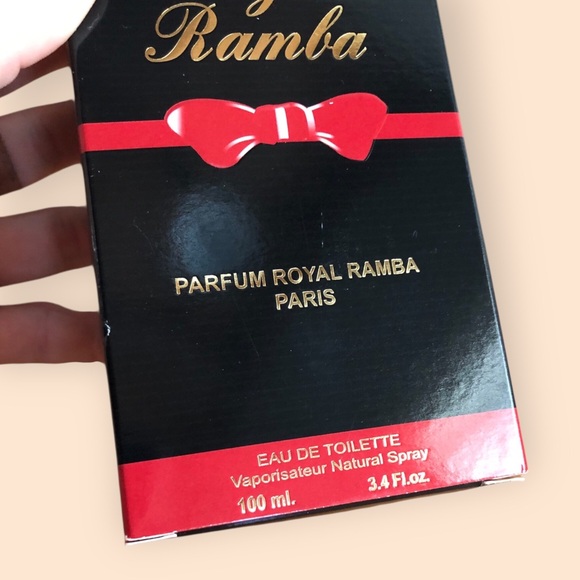 Ramba
PARFUM ROYAL RAMBA
PARIS
EAU DE TOILETTE
Vaporisateur Natural Spray
100 ml. 3.4 Fl.oz.